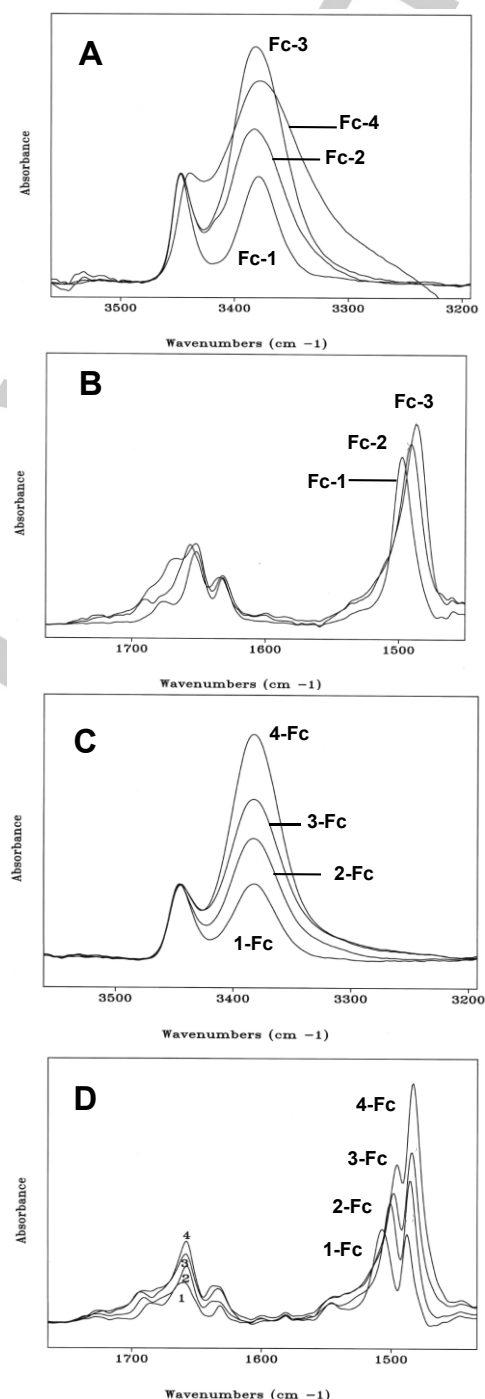 A
Fc-3
Fc-4
Fc-2
Fc-1
Absorbance
3500 3400 3300 3200
Wavenumbers (cm -1)
B
Fc-3
Fc-2
Fc-1
Absorbance
1700 1600 1500
Wavenumbers (cm -1)
C
4-Fc
3-Fc
2-Fc
1-Fc
Absorbance
3500 3400 3300 3200
Wavenumbers (cm -1)
D
4-Fc
3-Fc
2-Fc
1-Fc
4
3
2
1
Absorbance
1700 1600 1500
Wavenumbers (cm -1)